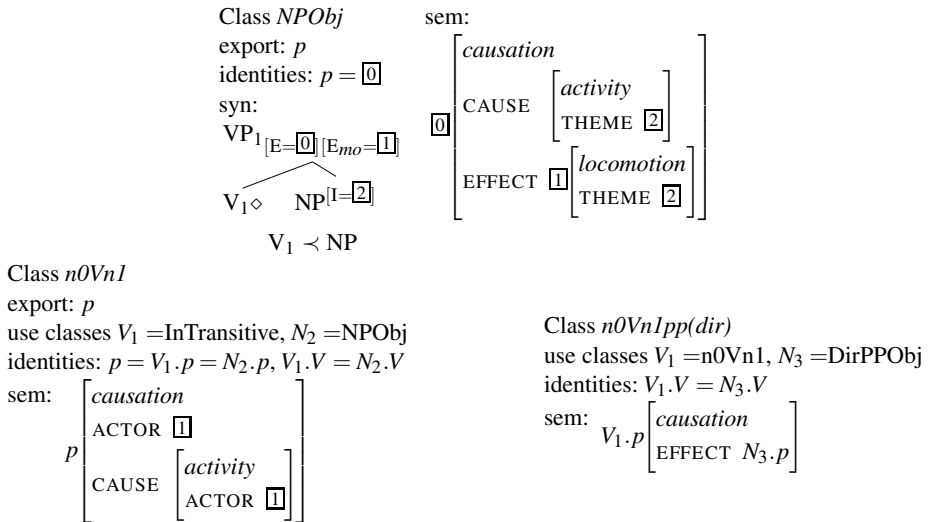 Class NPObj
export: p
identities: p = 0
syn:
VP1[E=0][Emo=1]
V1⋄ NP[I=2]
V1 ≺ NP
sem:
0
causation
CAUSE
activity
THEME 2
EFFECT 1
locomotion
THEME 2
Class n0Vn1
export: p
use classes V1 =InTransitive, N2 =NPObj
identities: p = V1.p = N2.p, V1.V = N2.V
sem:
p
causation
ACTOR 1
CAUSE
activity
ACTOR 1
Class n0Vn1pp(dir)
use classes V1 =n0Vn1, N3 =DirPPObj
identities: V1.V = N3.V
sem:
V1.p
causation
EFFECT N3.p